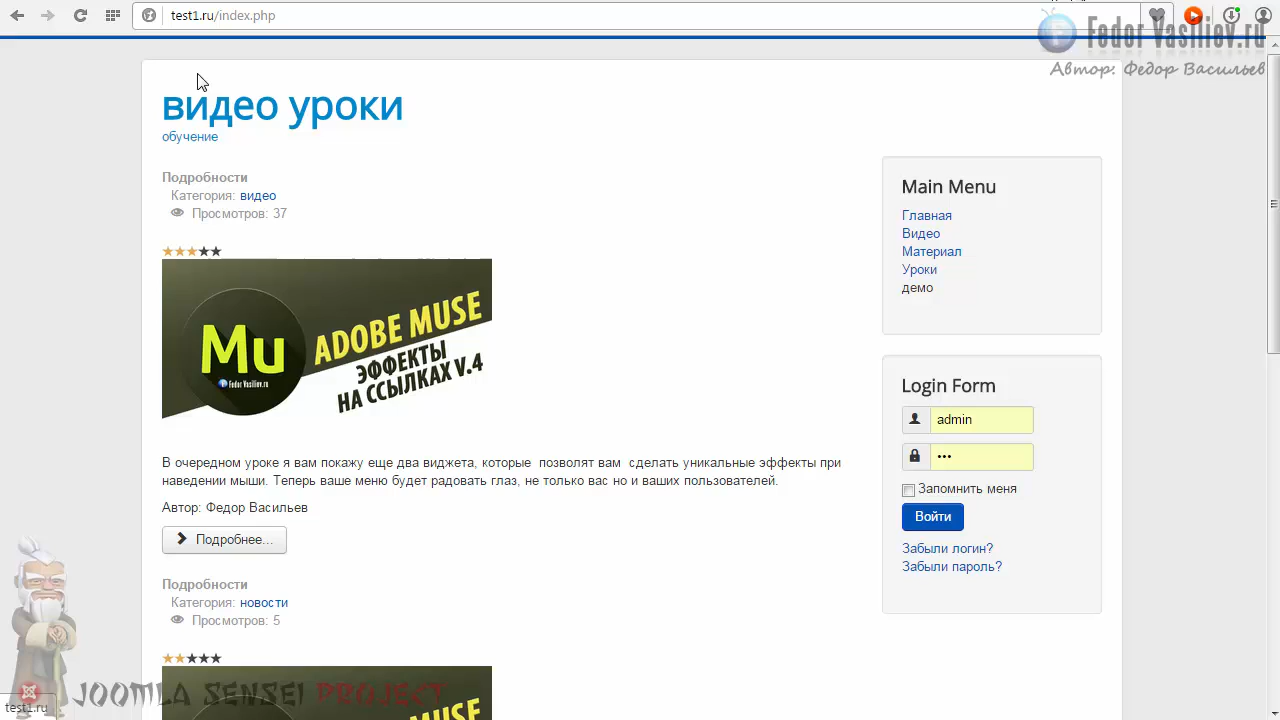 test1.ru/index.php
Fedor Vasiliev.ru
Автор: Федор Васильев
видео уроки
обучение
Подробности
Категория: видео
Просмотров: 37
Mu
Fedor Vasiliev.ru
ADOBE MUSE
ЭФФЕКТЫ
НА ССЫЛКАХ V.4
В очередном уроке я вам покажу еще два виджета, которые позволят вам сделать уникальные эффекты при
наведении мыши. Теперь ваше меню будет радовать глаз, не только вас но и ваших пользователей.
Автор: Федор Васильев
Подробнее...
Подробности
Категория: новости
Просмотров: 5
MUSE
JOOMLA SENSEI PROJECT
test1.ru
Main Menu
Главная
Видео
Материал
Уроки
демо
Login Form
admin
•••
Запомнить меня
Войти
Забыли логин?
Забыли пароль?